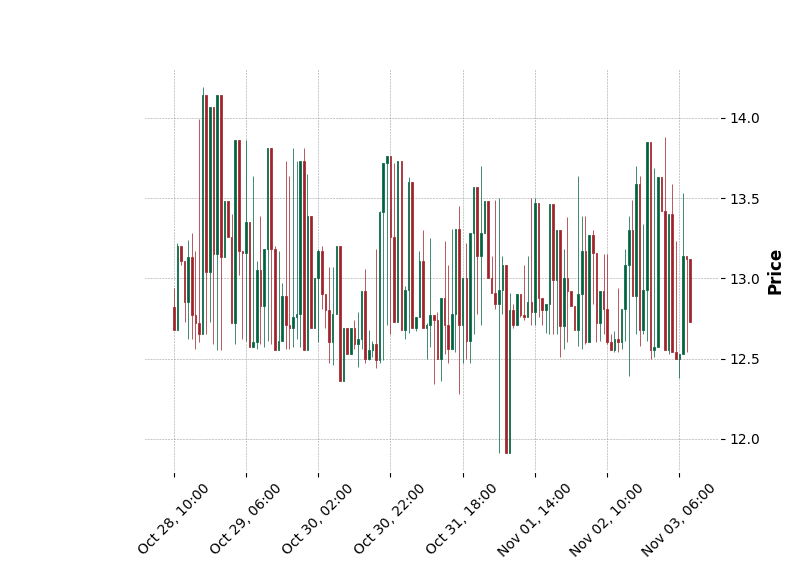 14.0
13.5
13.0
12.5
12.0
Price
Oct 28, 10:00
Oct 29, 06:00
Oct 30, 02:00
Oct 30, 22:00
Oct 31, 18:00
Nov 01, 14:00
Nov 02, 10:00
Nov 03, 06:00